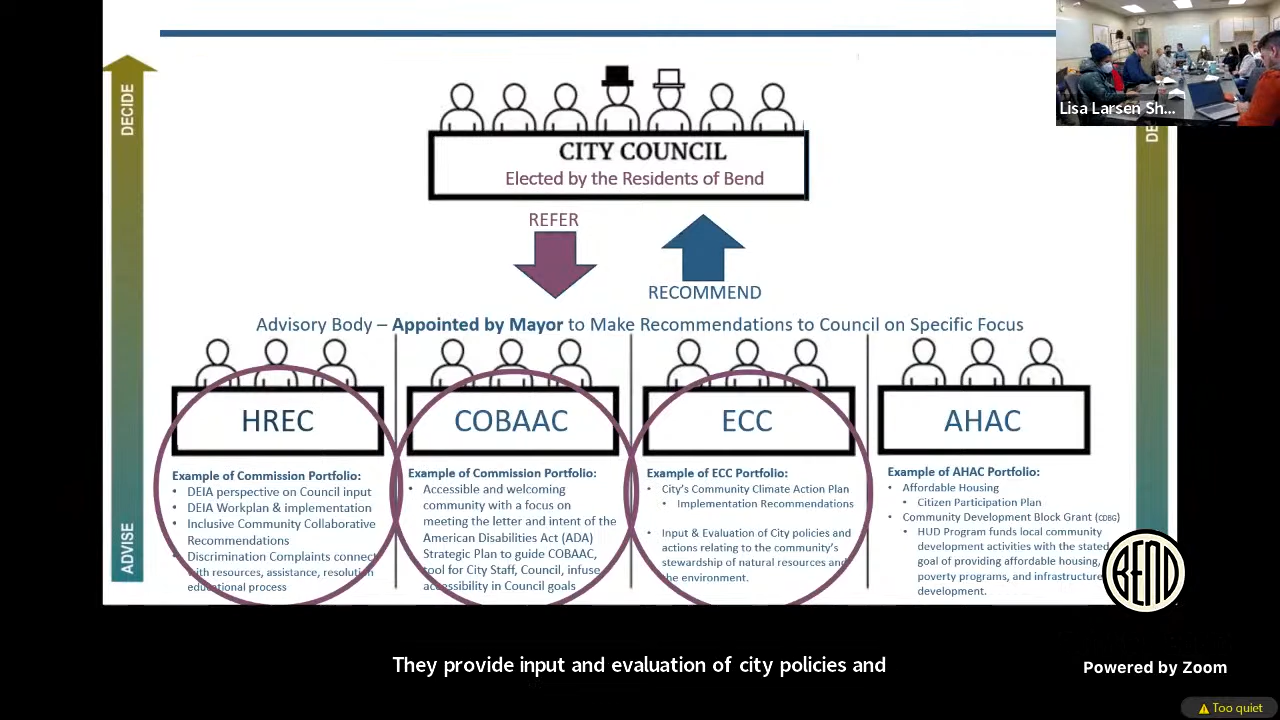 DECIDE
CITY COUNCIL
Elected by the Residents of Bend
REFER
RECOMMEND
Advisory Body – Appointed by Mayor to Make Recommendations to Council on Specific Focus
HREC
Example of Commission Portfolio:
• DEIA perspective on Council input
• DEIA Workplan & implementation
• Inclusive Community Collaborative
Recommendations
• Discrimination Complaints connect
with resources, assistance, resolution
educational process
COBAAC
Example of Commission Portfolio:
• Accessible and welcoming
community with a focus on
meeting the letter and intent of the
American Disabilities Act (ADA)
Strategic Plan to guide COBAAC,
tool for City Staff, Council, infuse
accessibility in Council goals
ECC
Example of ECC Portfolio:
• City's Community Climate Action Plan
• Implementation Recommendations
• Input & Evaluation of City policies and
actions relating to the community's
stewardship of natural resources and
the environment.
AHAC
Example of AHAC Portfolio:
• Affordable Housing
• Citizen Participation Plan
• Community Development Block Grant (CDBG)
• HUD Program funds local community
development activities with the stated
goal of providing affordable housing,
poverty programs, and infrastructure
development.
ADVISE
Lisa Larsen Sh...
DE
BEND
They provide input and evaluation of city policies and
Powered by Zoom
Too quiet